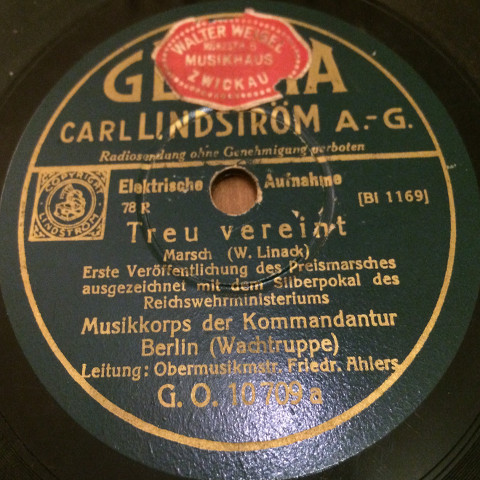 WALTER WEIGEL
MUSIKHAUS
ZWICKAU
CARL LINDSTRÖM A.-G.
Radiosendung ohne Genehmigung verboten
Elektrische Aufnahme
78 R
[BI 1169]
COPYRIGHT
LINDSTRÖM
Treu vereint
Marsch (W. Linack)
Erste Veröffentlichung des Preismarsches
ausgezeichnet mit dem Silberpokal des
Reichswehrministeriums
Musikkorps der Kommandantur
Berlin (Wachtruppe)
Leitung: Obermusikmstr. Friedr. Ahlers
G. O. 10709 a